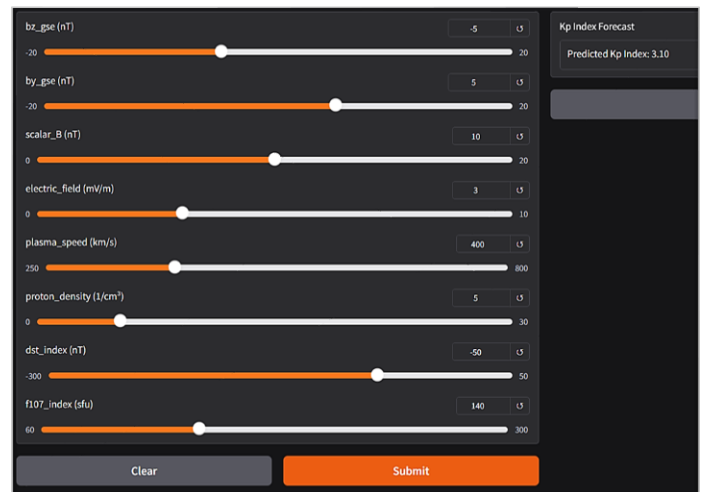 bz_gse (nT)
-5 ↺
-20 20
by_gse (nT)
5 ↺
-20 20
scalar_B (nT)
10 ↺
0 20
electric_field (mV/m)
3 ↺
0 10
plasma_speed (km/s)
400 ↺
250 800
proton_density (1/cm³)
5 ↺
0 30
dst_index (nT)
-50 ↺
-300 50
f107_index (sfu)
140 ↺
60 300
Clear
Submit
Kp Index Forecast
Predicted Kp Index: 3.10